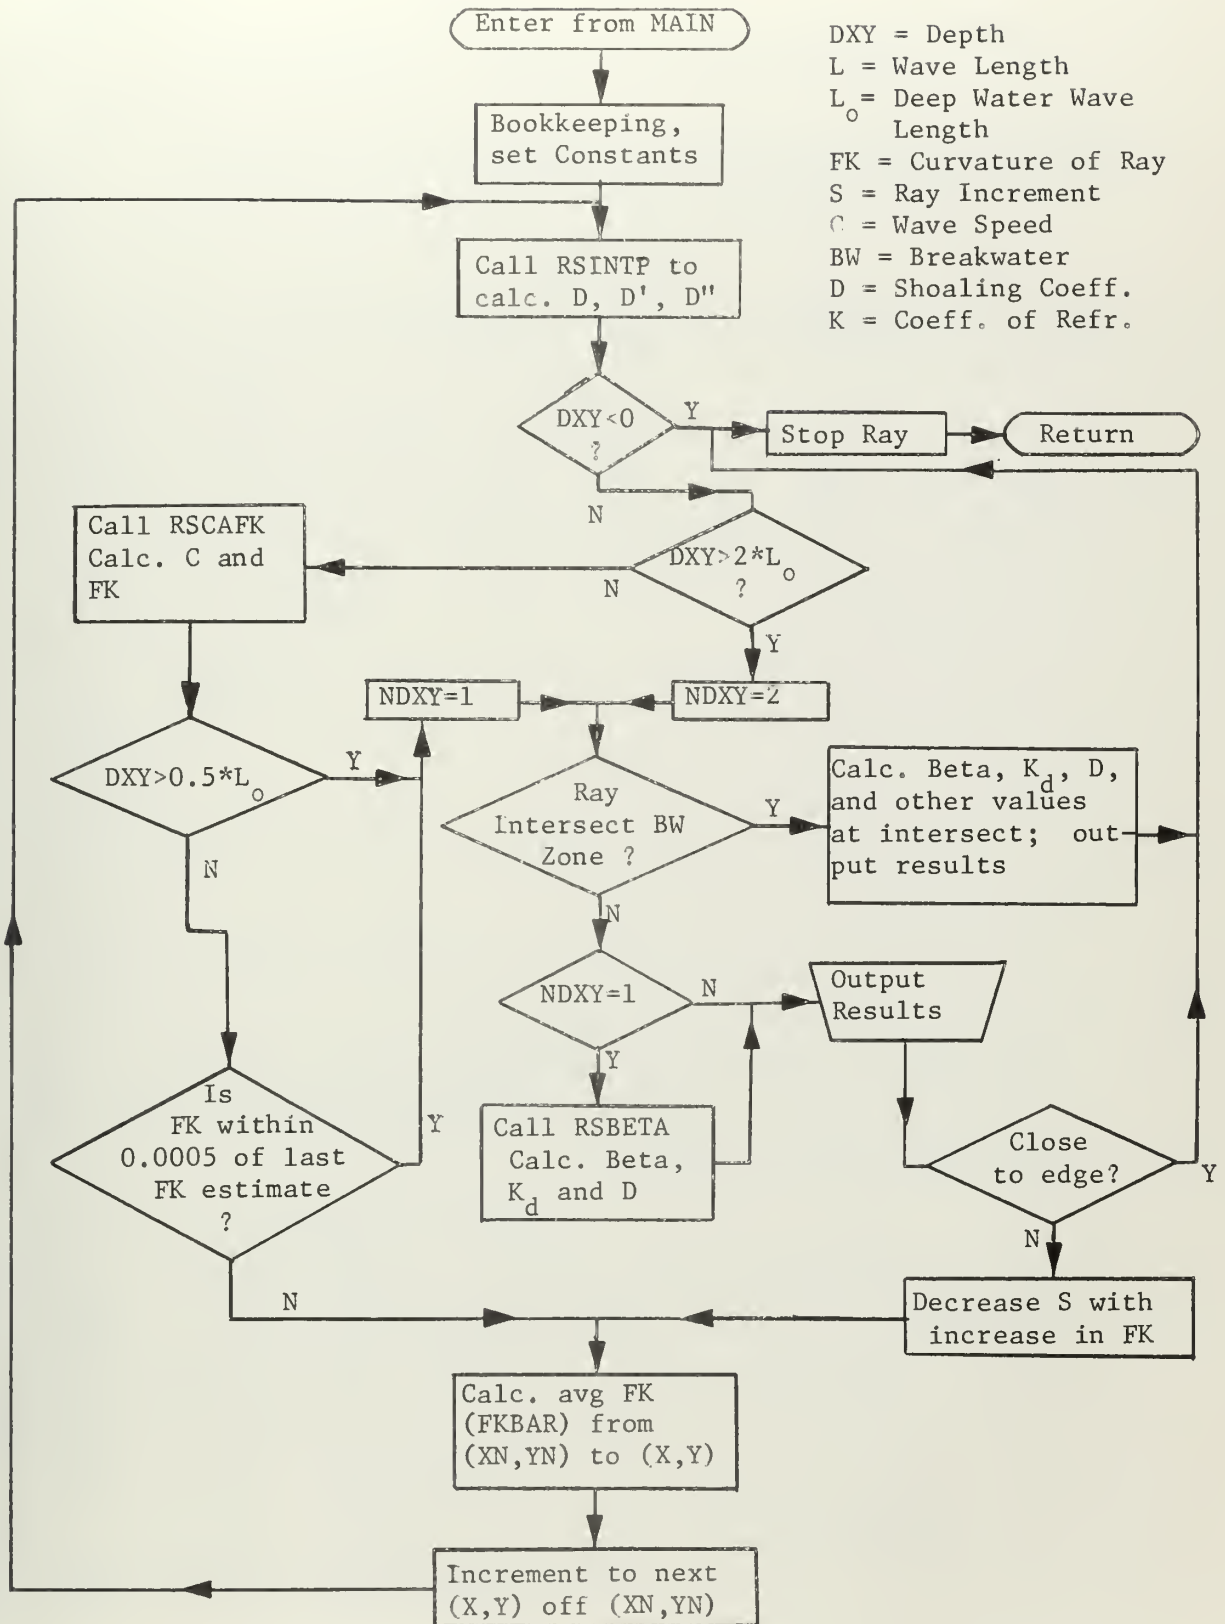 Enter from MAIN
DXY = Depth
L = Wave Length
Lo = Deep Water Wave
Length
FK = Curvature of Ray
S = Ray Increment
C = Wave Speed
BW = Breakwater
D = Shoaling Coeff.
K = Coeff. of Refr.
Bookkeeping,
set Constants
Call RSINTP to
calc. D, D', D"
DXY<0
?
Y
Stop Ray
Return
N
DXY>2*Lo
?
N
Y
Call RSCAFK
Calc. C and
FK
NDXY=1
NDXY=2
DXY>0.5*Lo
Y
N
Ray
Intersect BW
Zone ?
Y
Calc. Beta, Kd, D,
and other values
at intersect; out
put results
N
NDXY=1
N
Y
Output
Results
Is
FK within
0.0005 of last
FK estimate
?
Y
N
Call RSBETA
Calc. Beta,
Kd and D
Close
to edge?
Y
N
Decrease S with
increase in FK
Calc. avg FK
(FKBAR) from
(XN,YN) to (X,Y)
Increment to next
(X,Y) off (XN,YN)